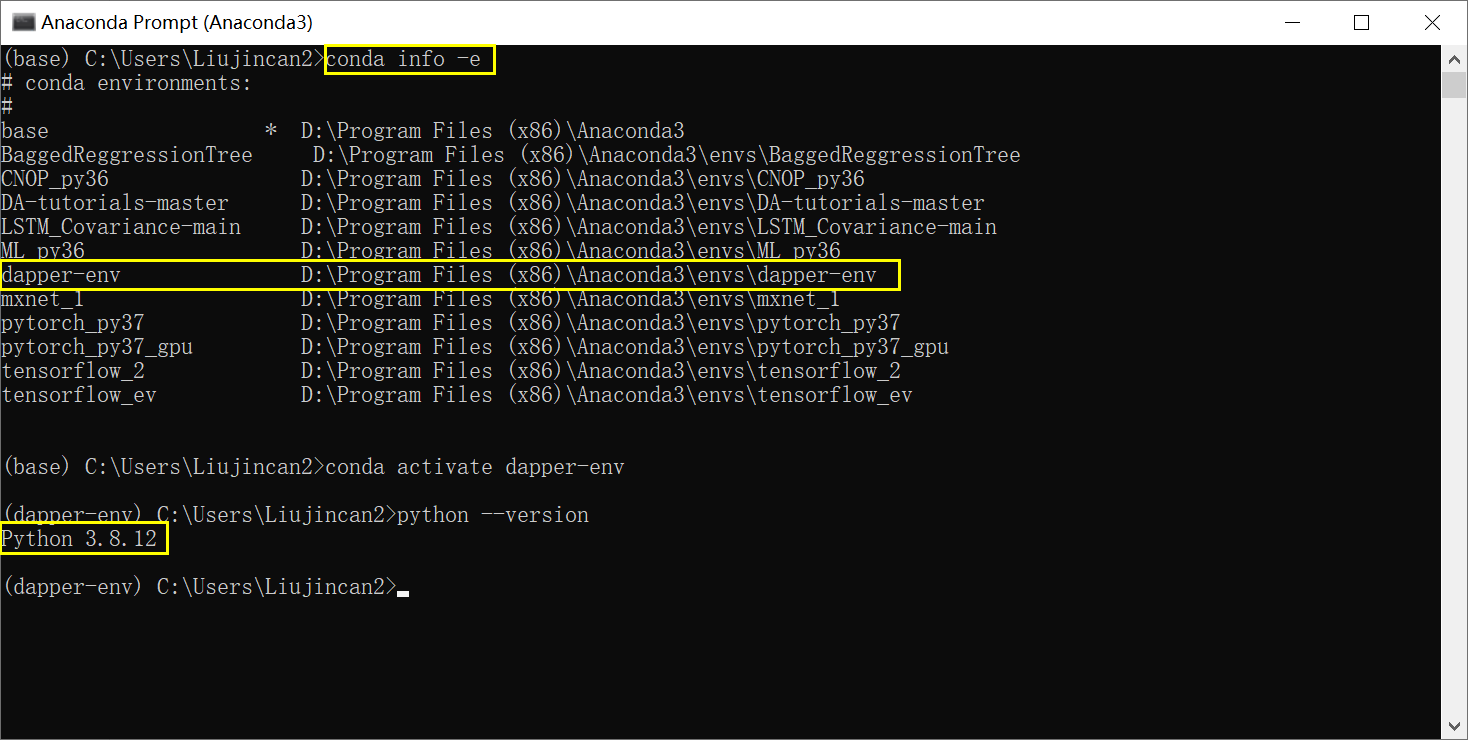 Anaconda Prompt (Anaconda3)
(base) C:\Users\Liujincan2>conda info -e
# conda environments:
#
base                  *  D:\Program Files (x86)\Anaconda3
BaggedReggressionTree     D:\Program Files (x86)\Anaconda3\envs\BaggedReggressionTree
CNOP_py36                D:\Program Files (x86)\Anaconda3\envs\CNOP_py36
DA-tutorials-master      D:\Program Files (x86)\Anaconda3\envs\DA-tutorials-master
LSTM_Covariance-main     D:\Program Files (x86)\Anaconda3\envs\LSTM_Covariance-main
ML_py36                  D:\Program Files (x86)\Anaconda3\envs\ML_py36
dapper-env               D:\Program Files (x86)\Anaconda3\envs\dapper-env
mxnet_1                  D:\Program Files (x86)\Anaconda3\envs\mxnet_1
pytorch_py37             D:\Program Files (x86)\Anaconda3\envs\pytorch_py37
pytorch_py37_gpu         D:\Program Files (x86)\Anaconda3\envs\pytorch_py37_gpu
tensorflow_2             D:\Program Files (x86)\Anaconda3\envs\tensorflow_2
tensorflow_ev            D:\Program Files (x86)\Anaconda3\envs\tensorflow_ev
(base) C:\Users\Liujincan2>conda activate dapper-env
(dapper-env) C:\Users\Liujincan2>python --version
Python 3.8.12
(dapper-env) C:\Users\Liujincan2>